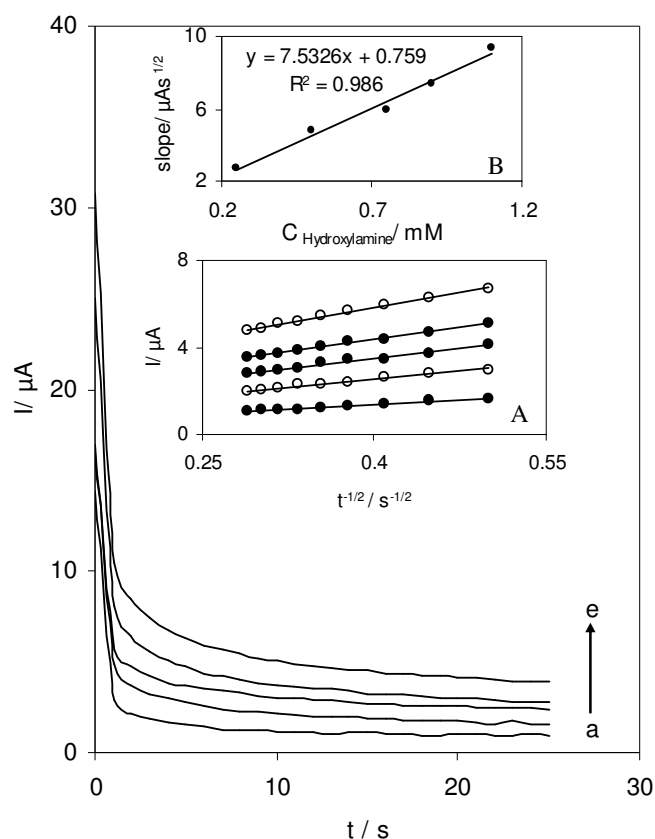 40
30
20
10
0
I/ µA
0
10
20
30
t / s
10
6
2
slope/ µAs 1/2
y = 7.5326x + 0.759
R² = 0.986
B
0.2
0.7
1.2
C Hydroxylamine/ mM
8
4
0
I/ µA
A
0.25
0.4
0.55
t-1/2 / s-1/2
e
a